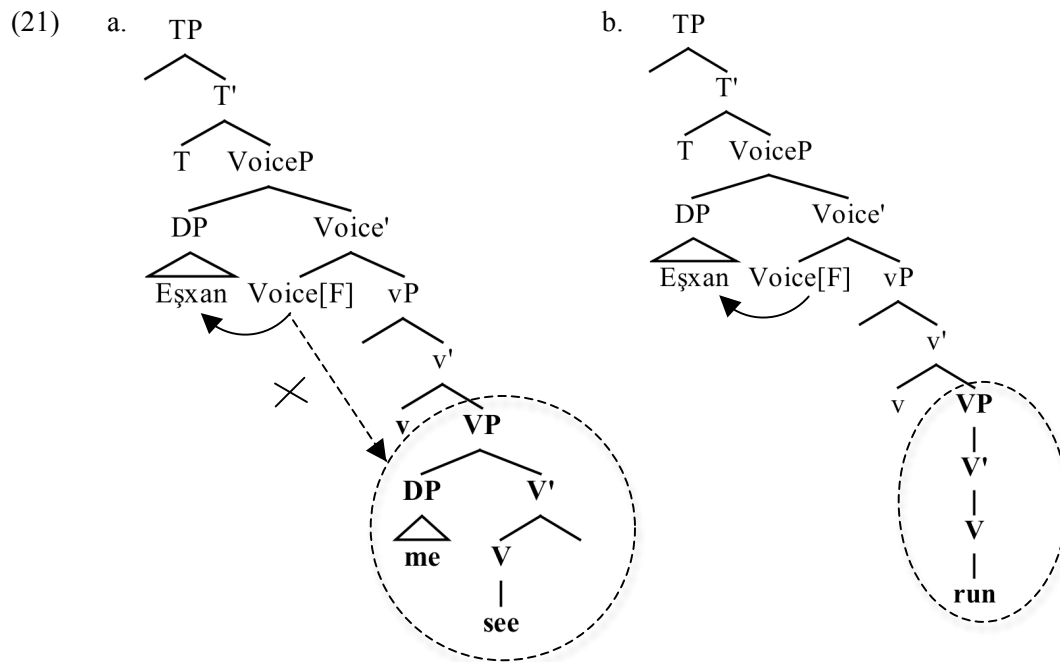 (21) a. TP b. TP
T' T'
T VoiceP T VoiceP
DP Voice' DP Voice'
Eşxan Voice[F] vP Eşxan Voice[F] vP
v' v'
v VP v VP
DP V' V'
me V V
see run